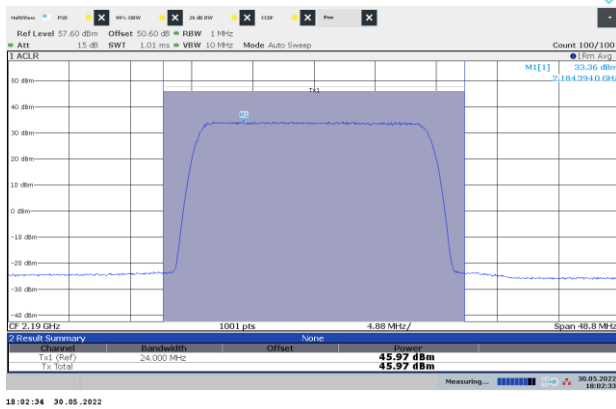 MultiView PSD 99% OBW 26 dB BW CCDF Pwr
Ref Level 57.60 dBm Offset 50.60 dB RBW 1 MHz
Att 15 dB SWT 1.01 ms VBW 10 MHz Mode Auto Sweep Count 100/100
1 ACLR 1Rm Avg
M1[1] 33.36 dBm
2.1843940 GHz
Tx1
50 dBm
40 dBm
M1
30 dBm
20 dBm
10 dBm
0 dBm
-10 dBm
-20 dBm
-30 dBm
-40 dBm
CF 2.19 GHz 1001 pts 4.88 MHz/ Span 48.8 MHz
2 Result Summary None
Channel Bandwidth Offset Power
Tx1 (Ref) 24.000 MHz 45.97 dBm
Tx Total 45.97 dBm
Measuring... 30.05.2022
18:02:33
18:02:34 30.05.2022